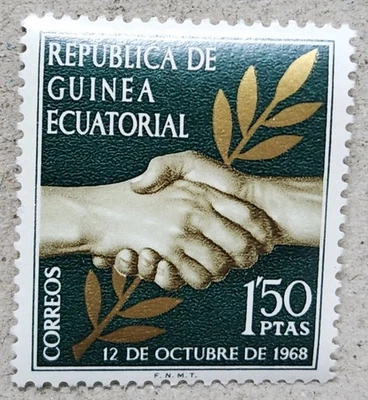 REPUBLICA DE
GUINEA
ECUATORIAL
CORREOS
1'50
PTAS
12 DE OCTUBRE DE 1968
F.N.M.T.